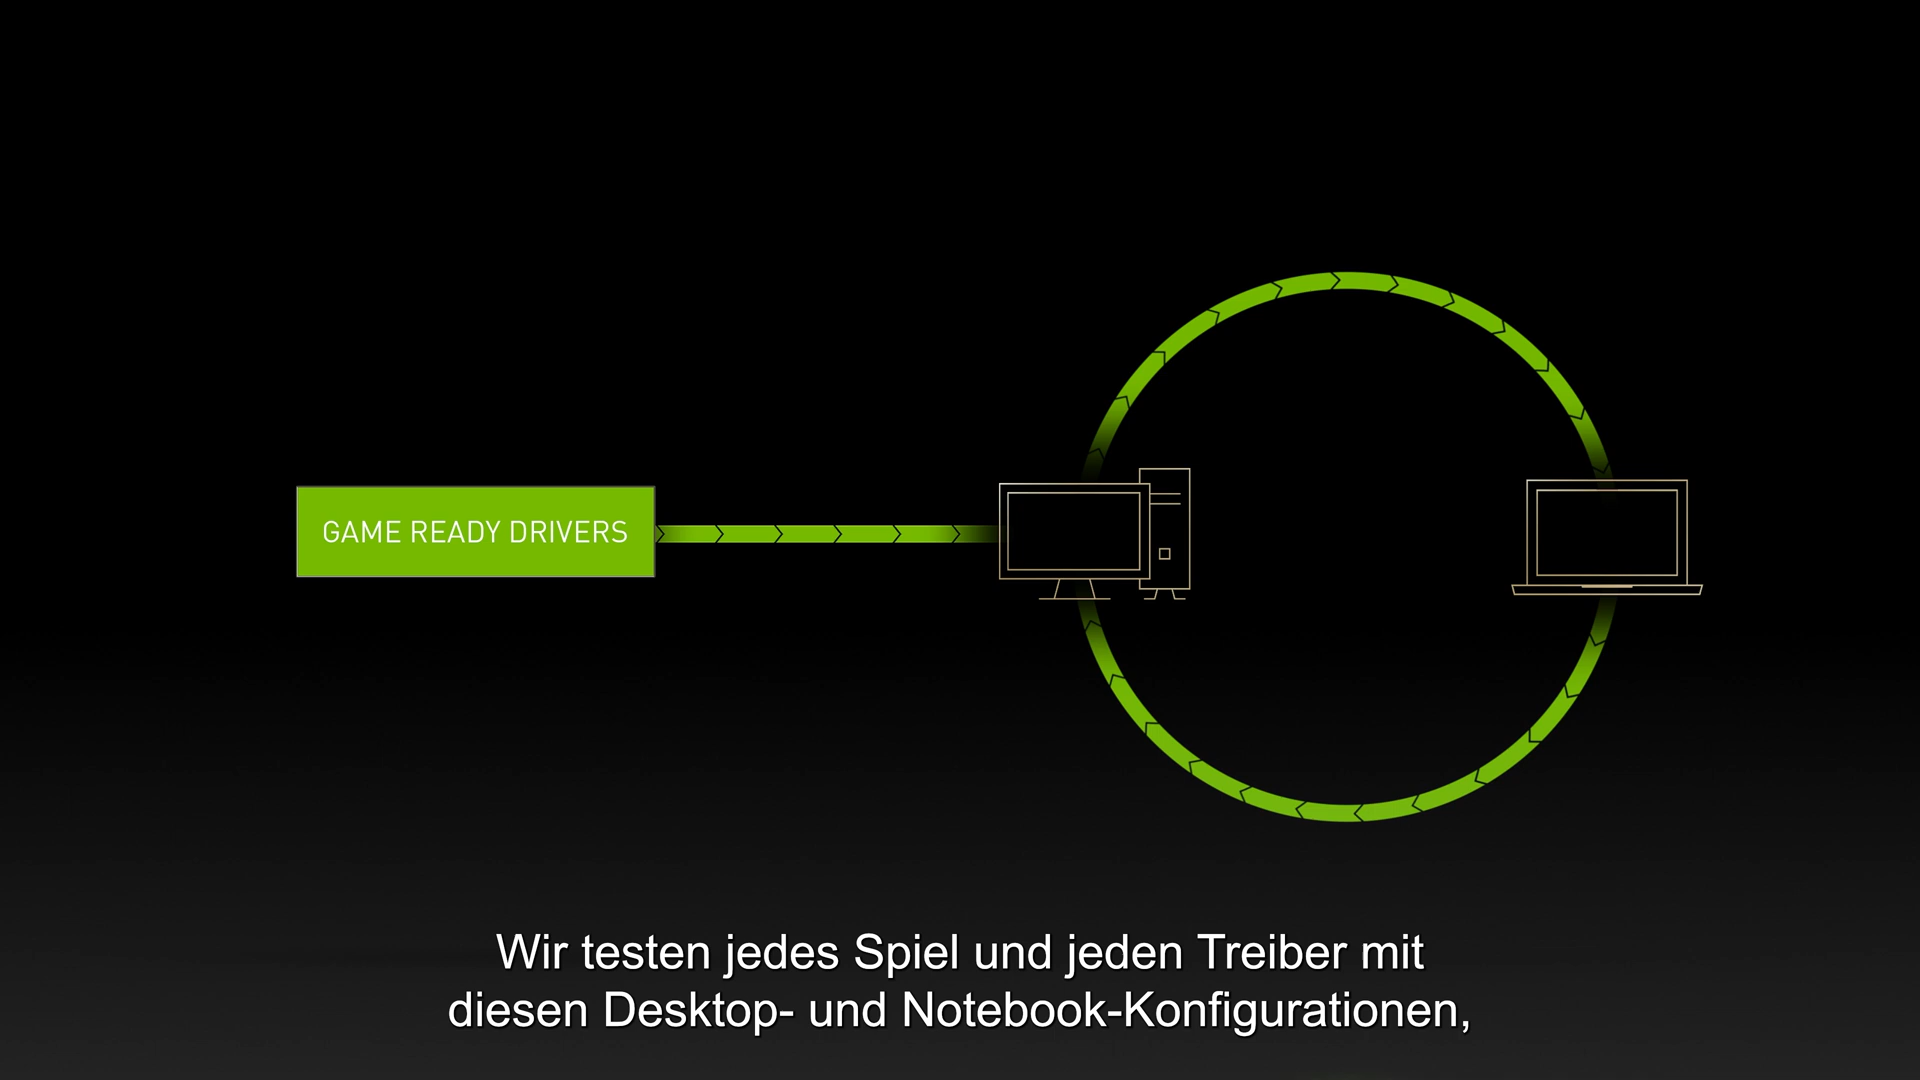 GAME READY DRIVERS
Wir testen jedes Spiel und jeden Treiber mit
diesen Desktop- und Notebook-Konfigurationen,